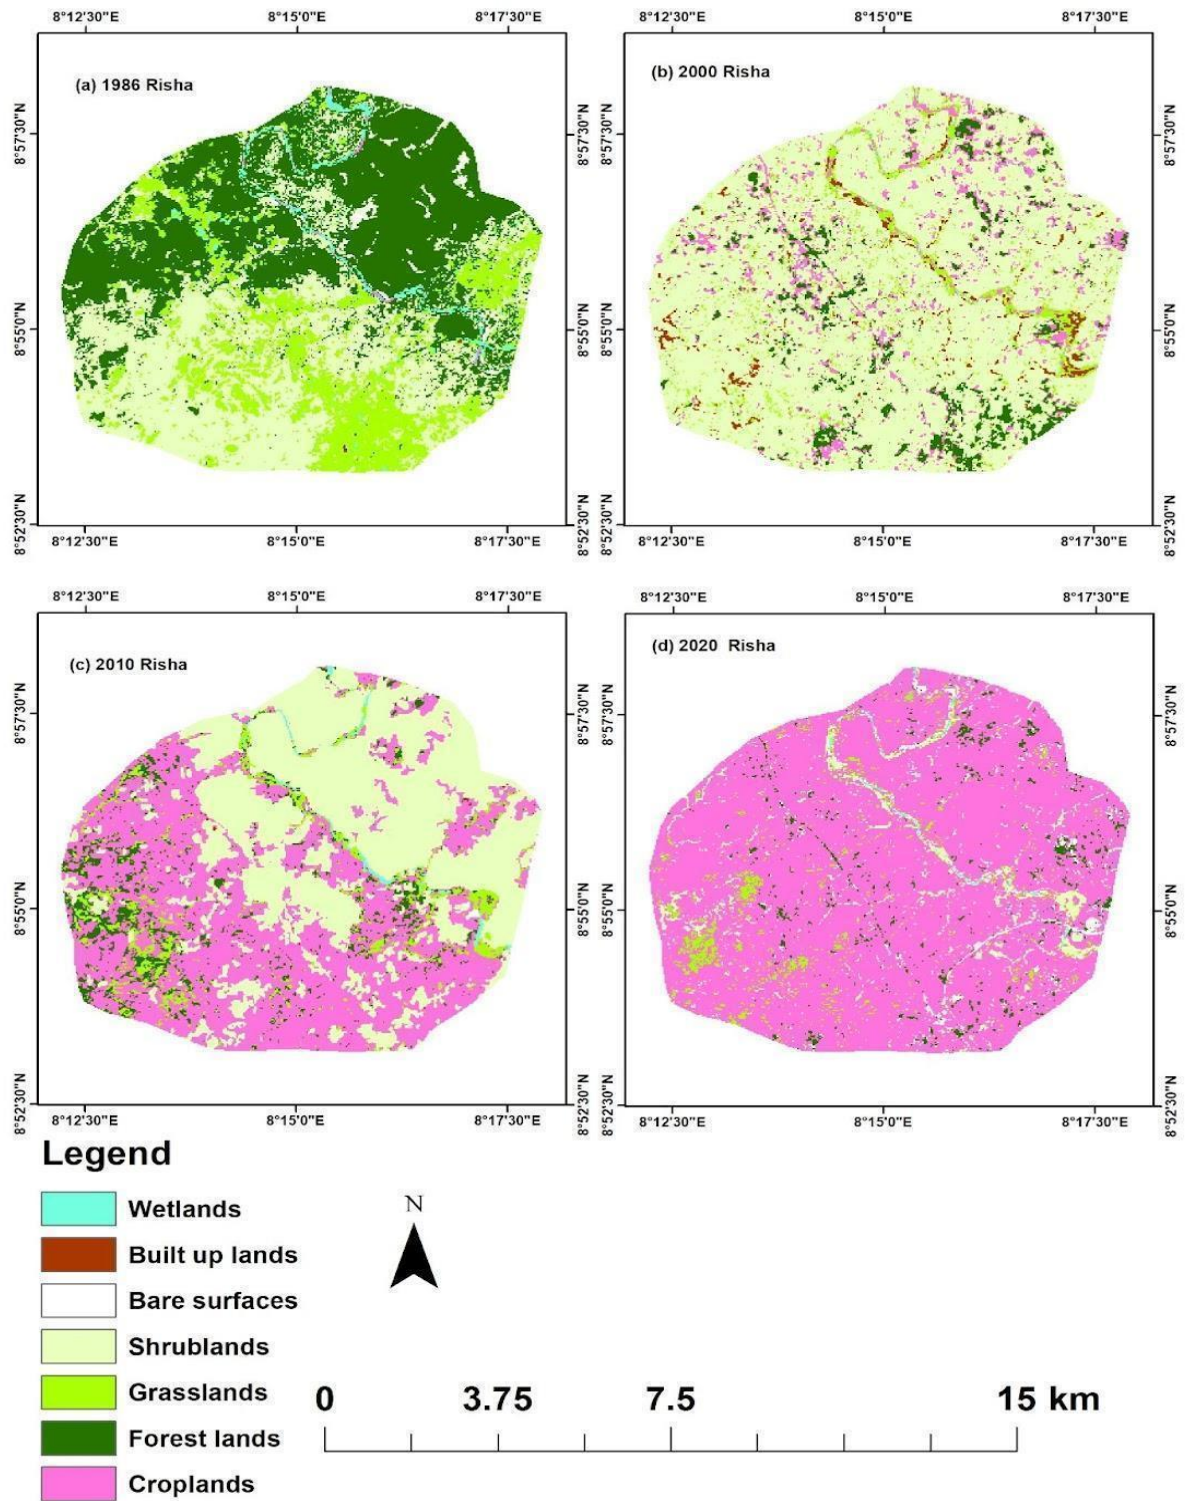 8°12'30"E 8°15'0"E 8°17'30"E 8°12'30"E 8°15'0"E 8°17'30"E
(a) 1986 Risha
(b) 2000 Risha
8°57'30"N 8°57'30"N 8°57'30"N 8°57'30"N
8°55'0"N 8°55'0"N 8°55'0"N 8°55'0"N
8°52'30"N 8°52'30"N 8°52'30"N
8°12'30"E 8°15'0"E 8°17'30"E 8°12'30"E 8°15'0"E 8°17'30"E
8°12'30"E 8°15'0"E 8°17'30"E 8°12'30"E 8°15'0"E 8°17'30"E
(c) 2010 Risha
(d) 2020 Risha
8°57'30"N 8°57'30"N 8°57'30"N 8°57'30"N
8°55'0"N 8°55'0"N 8°55'0"N 8°55'0"N
8°52'30"N 8°52'30"N 8°52'30"N 8°52'30"N
8°12'30"E 8°15'0"E 8°17'30"E 8°12'30"E 8°15'0"E 8°17'30"E
Legend
Wetlands
Built up lands
Bare surfaces
Shrublands
Grasslands
Forest lands
Croplands
N
0 3.75 7.5 15 km